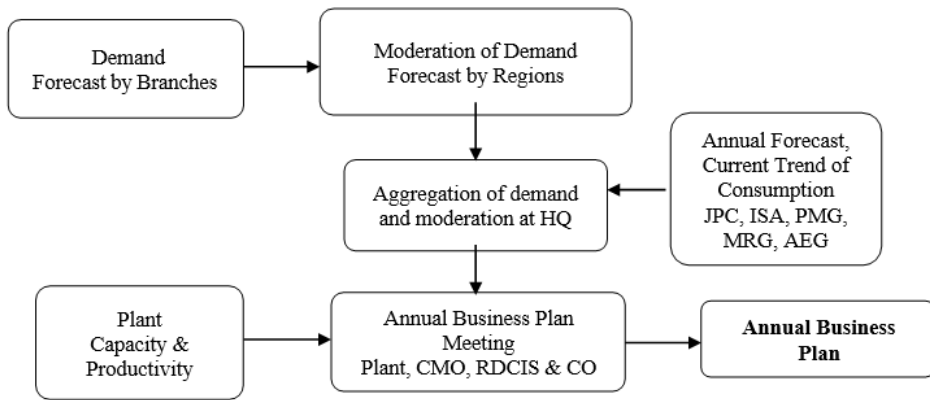 Demand
Forecast by Branches
Moderation of Demand
Forecast by Regions
Annual Forecast,
Current Trend of
Consumption
JPC, ISA, PMG,
MRG, AEG
Aggregation of demand
and moderation at HQ
Plant
Capacity &
Productivity
Annual Business Plan
Meeting
Plant, CMO, RDCIS & CO
Annual Business
Plan